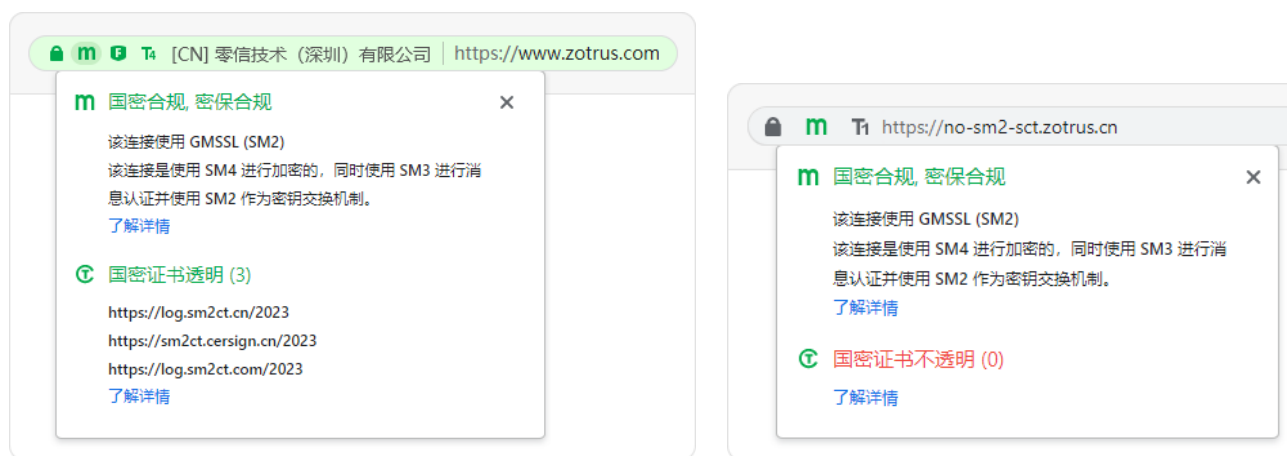 m T4 [CN] 零信技术（深圳）有限公司 | https://www.zotrus.com
m 国密合规, 密保合规
该连接使用 GMSSL (SM2)
该连接是使用 SM4 进行加密的，同时使用 SM3 进行消
息认证并使用 SM2 作为密钥交换机制。
了解详情
国密证书透明 (3)
https://log.sm2ct.cn/2023
https://sm2ct.cersign.cn/2023
https://log.sm2ct.com/2023
了解详情
m T1 https://no-sm2-sct.zotrus.cn
m 国密合规, 密保合规
该连接使用 GMSSL (SM2)
该连接是使用 SM4 进行加密的，同时使用 SM3 进行消
息认证并使用 SM2 作为密钥交换机制。
了解详情
国密证书不透明 (0)
了解详情